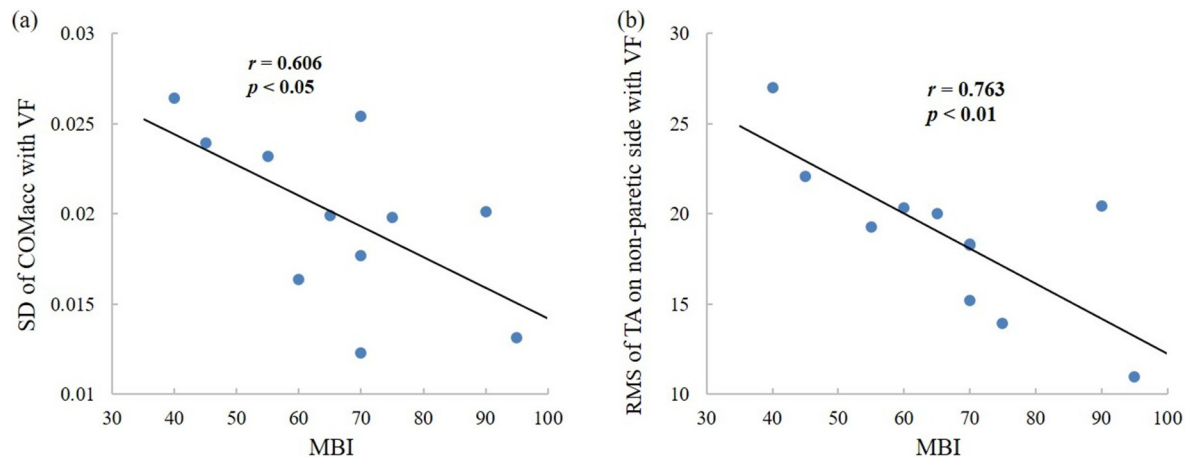 (a)
SD of COMacc with VF
0.03
0.025
0.02
0.015
0.01
r = 0.606
p < 0.05
30 40 50 60 70 80 90 100
MBI
(b)
RMS of TA on non-paretic side with VF
30
25
20
15
10
r = 0.763
p < 0.01
30 40 50 60 70 80 90 100
MBI